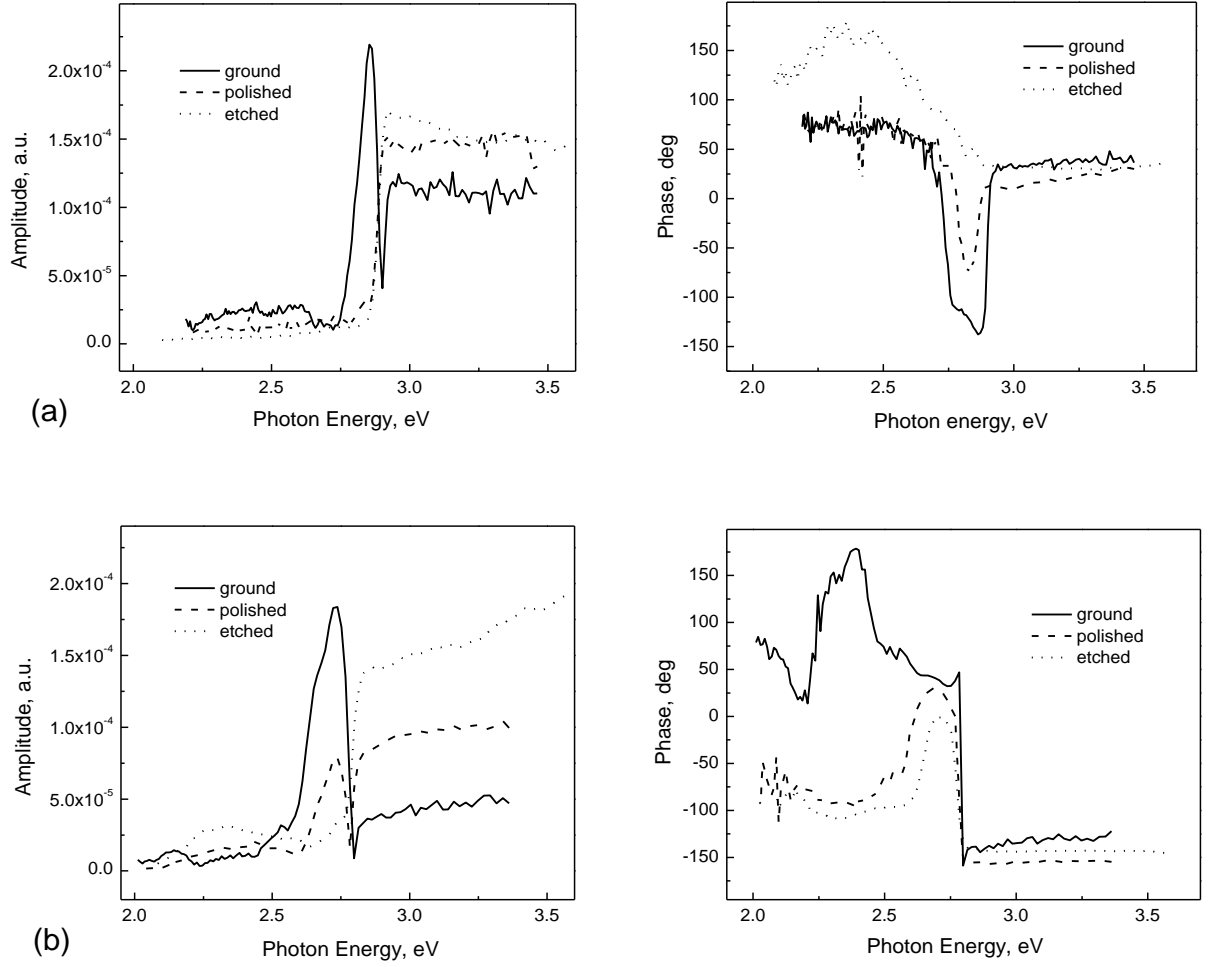 Amplitude, a.u.
2.0x10-4
1.5x10-4
1.0x10-4
5.0x10-5
0.0
ground
polished
etched
2.0
2.5
3.0
3.5
Photon Energy, eV
(a)
Phase, deg
150
100
50
0
-50
-100
-150
ground
polished
etched
2.0
2.5
3.0
3.5
Photon energy, eV
Amplitude, a.u.
2.0x10-4
1.5x10-4
1.0x10-4
5.0x10-5
0.0
ground
polished
etched
2.0
2.5
3.0
3.5
Photon Energy, eV
(b)
Phase, deg
150
100
50
0
-50
-100
-150
ground
polished
etched
2.0
2.5
3.0
3.5
Photon Energy, eV